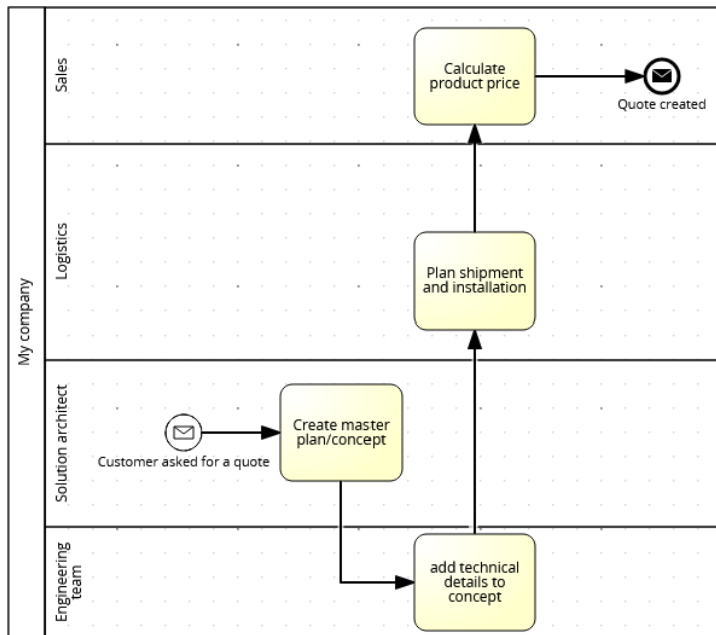 My company
Sales
Calculate
product price
Quote created
Logistics
Plan shipment
and installation
Solution architect
Customer asked for a quote
Create master
plan/concept
Engineering
team
add technical
details to
concept